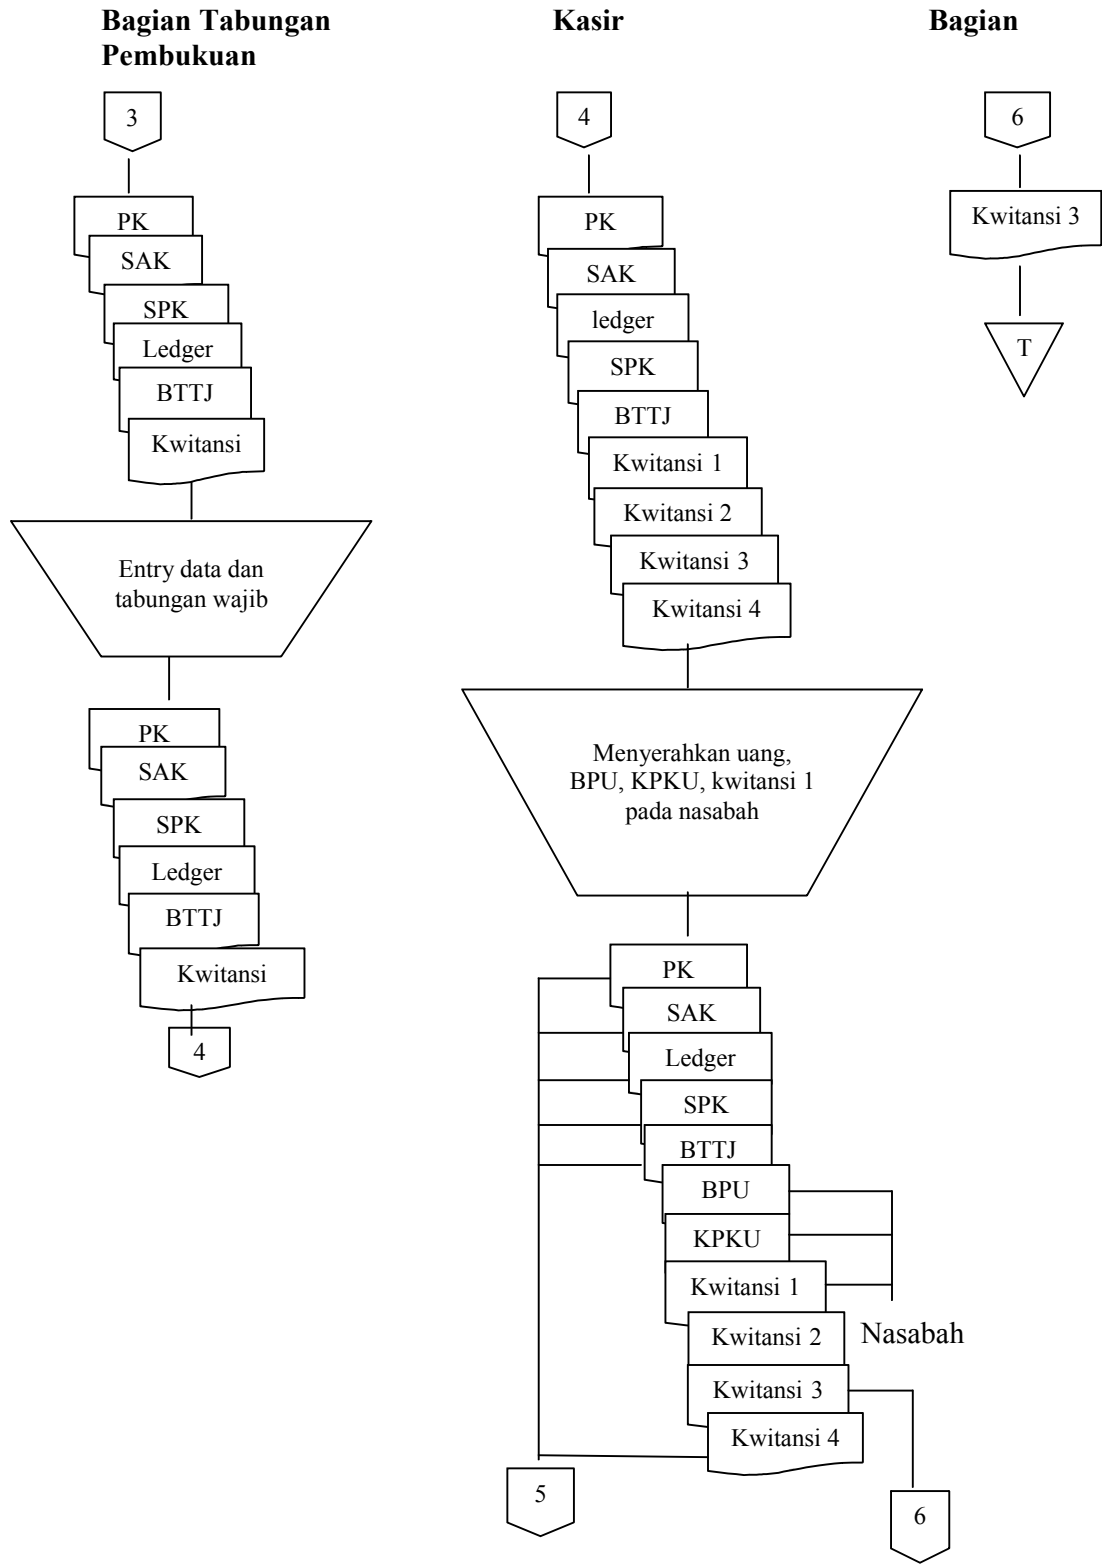 Bagian Tabungan Kasir Bagian
Pembukuan
3
PK
SAK
SPK
Ledger
BTTJ
Kwitansi
Entry data dan
tabungan wajib
PK
SAK
SPK
Ledger
BTTJ
Kwitansi
4
4
PK
SAK
ledger
SPK
BTTJ
Kwitansi 1
Kwitansi 2
Kwitansi 3
Kwitansi 4
Menyerahkan uang,
BPU, KPKU, kwitansi 1
pada nasabah
PK
SAK
Ledger
SPK
BTTJ
BPU
KPKU
Kwitansi 1
Kwitansi 2
Nasabah
Kwitansi 3
Kwitansi 4
5
6
6
Kwitansi 3
T